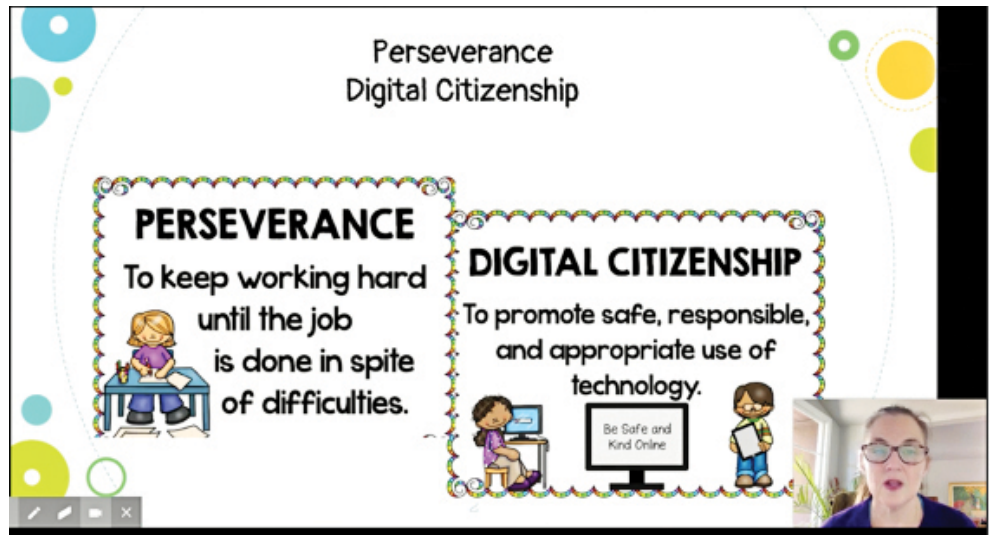 Perseverance
Digital Citizenship
PERSEVERANCE
To keep working hard
until the job
is done in spite
of difficulties.
DIGITAL CITIZENSHIP
To promote safe, responsible,
and appropriate use of
technology.
Be Safe and
Kind Online